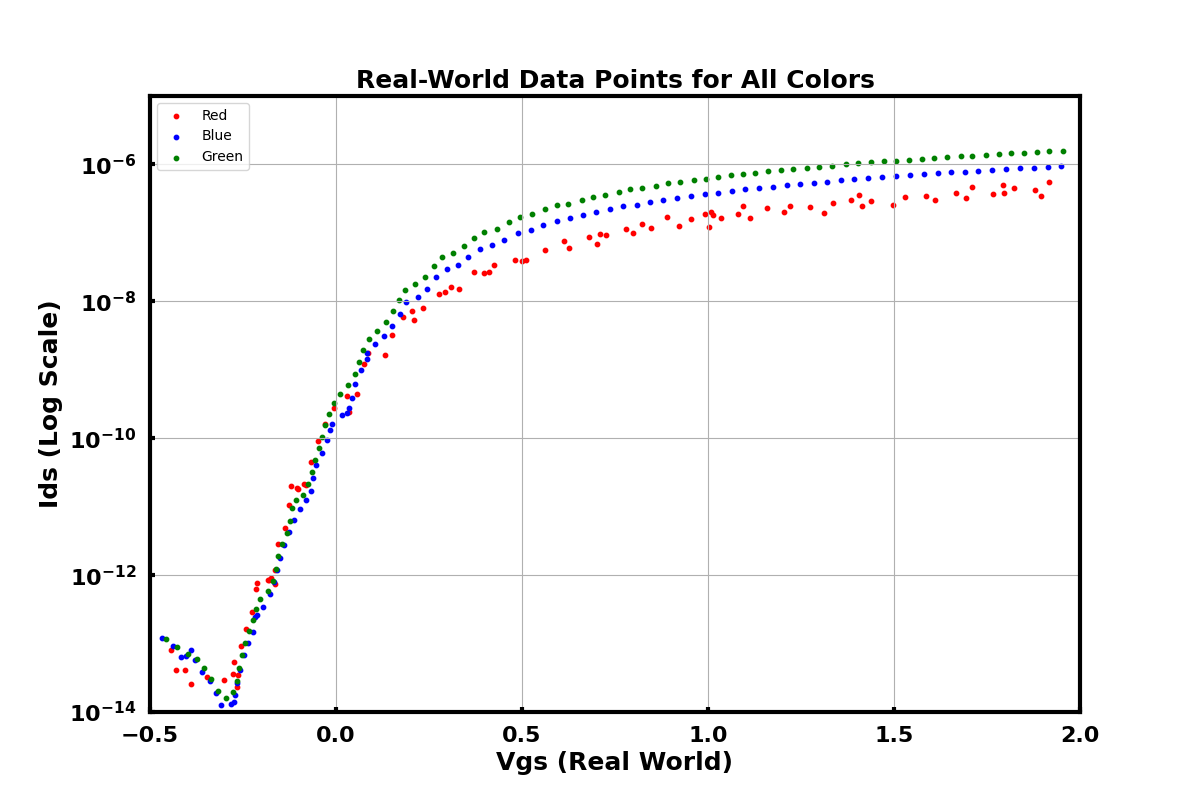 Real-World Data Points for All Colors
Red
Blue
Green
10⁻⁶
10⁻⁸
10⁻¹⁰
10⁻¹²
10⁻¹⁴
Ids (Log Scale)
−0.5 0.0 0.5 1.0 1.5 2.0
Vgs (Real World)